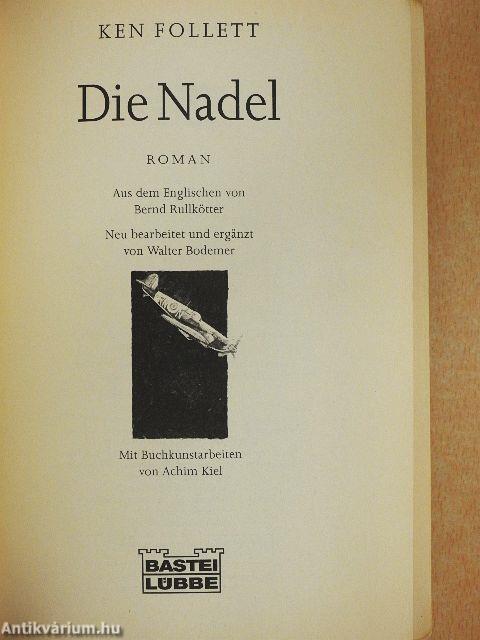 KEN FOLLETT
Die Nadel
ROMAN
Aus dem Englischen von
Bernd Rullkötter
Neu bearbeitet und ergänzt
von Walter Bodemer
Mit Buchkunstarbeiten
von Achim Kiel
BASTEI
LÜBBE
Antikvárium.hu